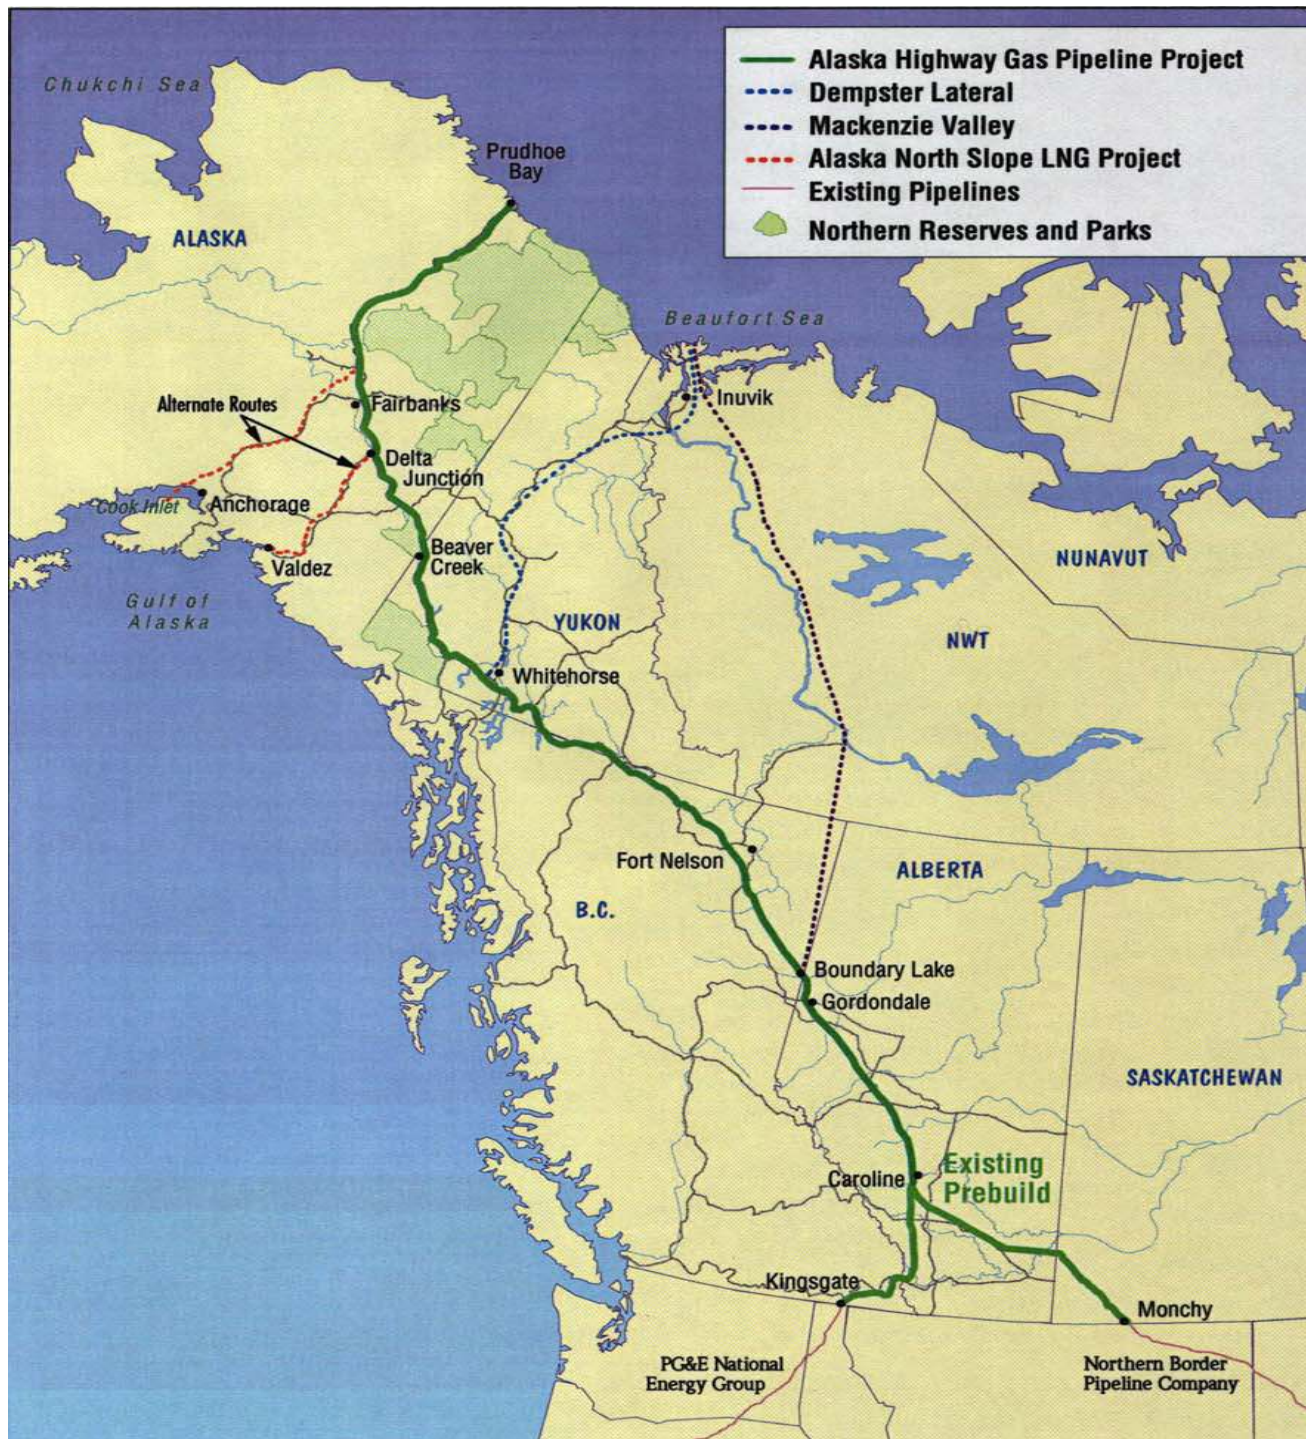 Chukchi Sea
Alaska Highway Gas Pipeline Project
Dempster Lateral
Mackenzie Valley
Alaska North Slope LNG Project
Existing Pipelines
Northern Reserves and Parks
Prudhoe
Bay
ALASKA
Beaufort Sea
Inuvik
Alternate Routes
Fairbanks
Delta
Junction
Cook Inlet
Anchorage
Beaver
Creek
Valdez
NUNAVUT
Gulf of
Alaska
YUKON
NWT
Whitehorse
Fort Nelson
ALBERTA
B.C.
Boundary Lake
Gordondale
SASKATCHEWAN
Caroline
Existing
Prebuild
Kingsgate
Monchy
PG&E National
Energy Group
Northern Border
Pipeline Company